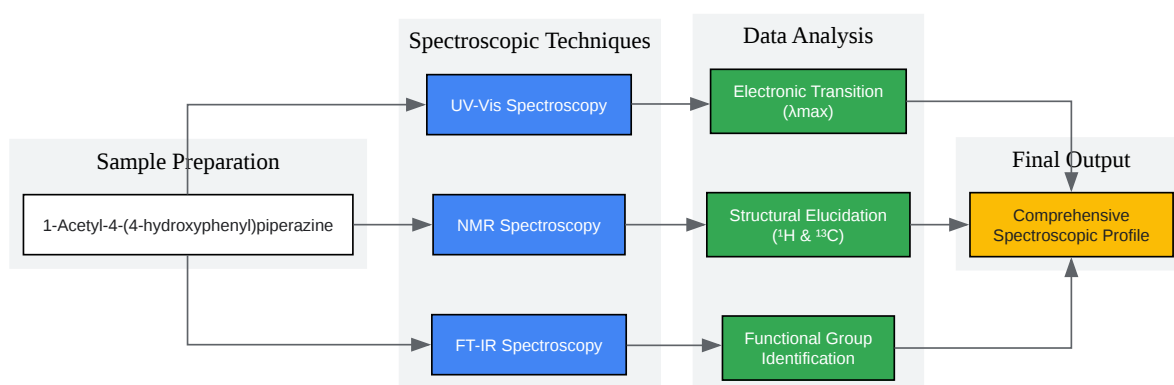 Spectroscopic Techniques
Data Analysis
UV-Vis Spectroscopy
Electronic Transition
(λmax)
Sample Preparation
Final Output
1-Acetyl-4-(4-hydroxyphenyl)piperazine
NMR Spectroscopy
Structural Elucidation
(¹H & ¹³C)
Comprehensive
Spectroscopic Profile
FT-IR Spectroscopy
Functional Group
Identification